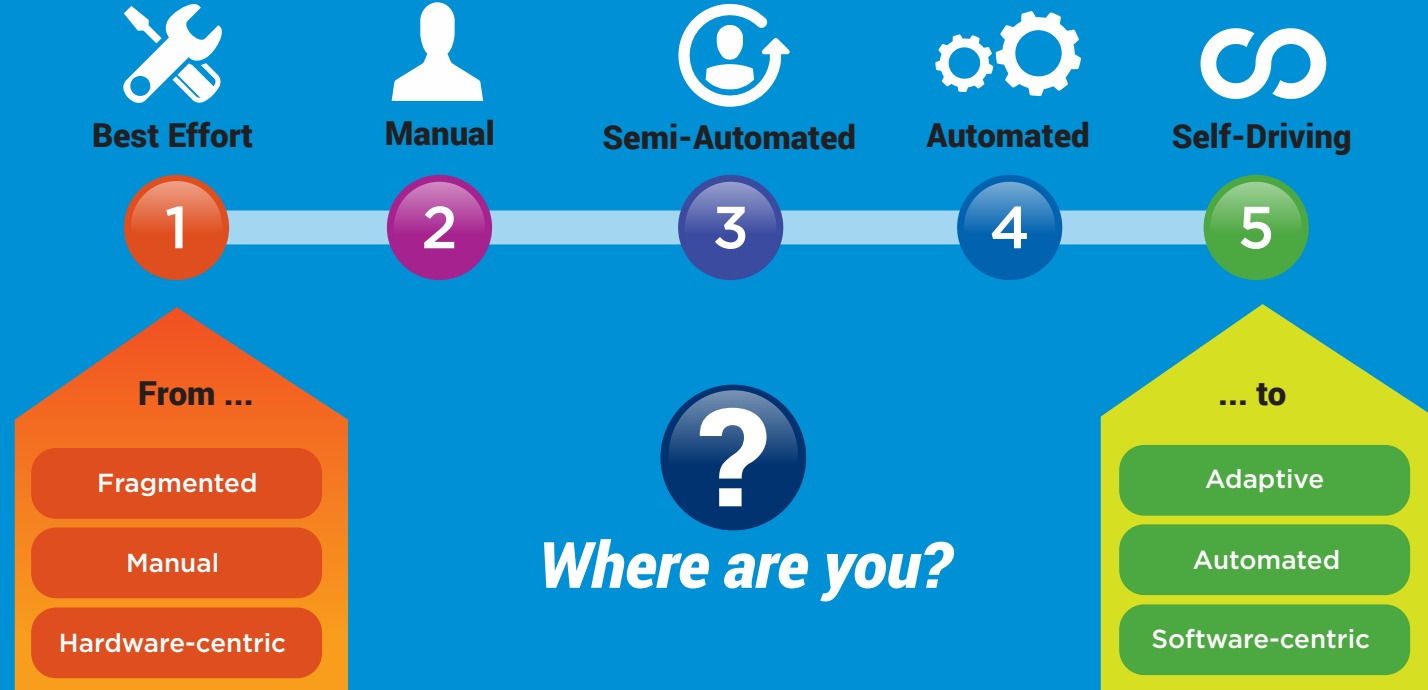 Best Effort
Manual
Semi-Automated
Automated
Self-Driving
1
2
3
4
5
From ...
Fragmented
Manual
Hardware-centric
?
Where are you?
... to
Adaptive
Automated
Software-centric